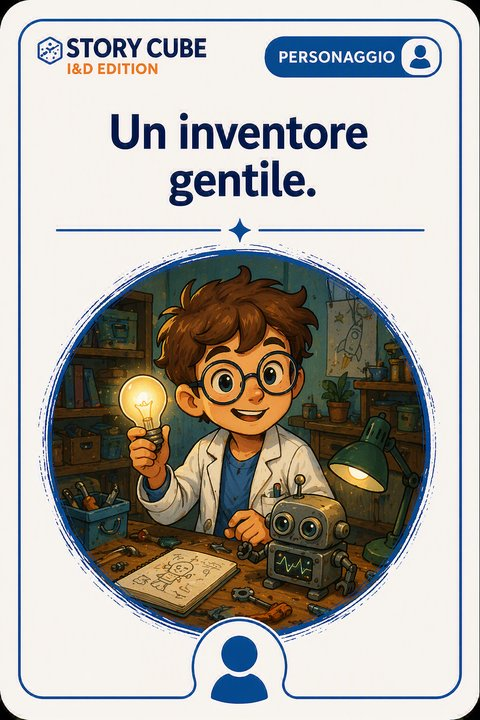 STORY CUBE
I&D EDITION
PERSONAGGIO
Un inventore
gentile.